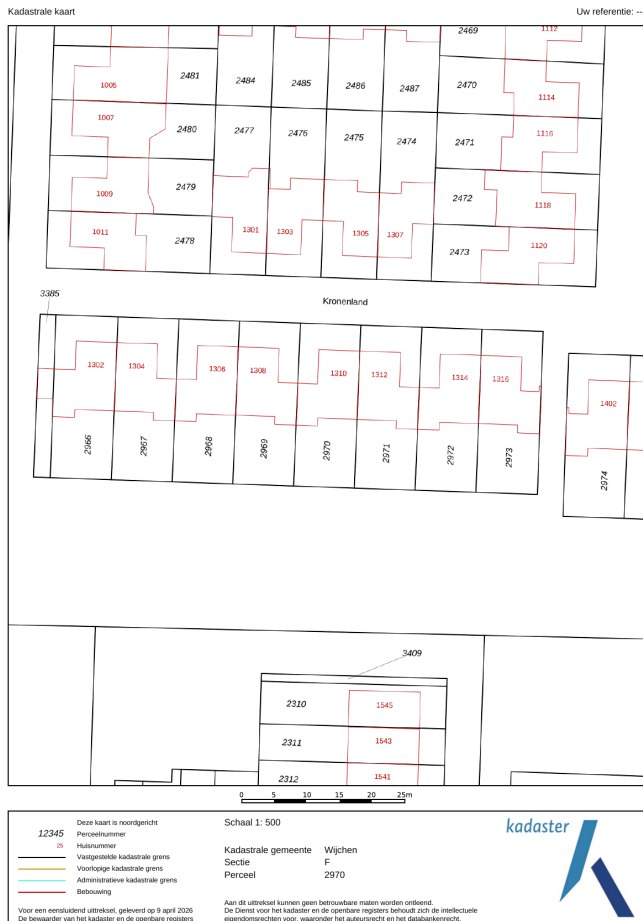 Kadastrale kaart
Uw referentie: --
2469
1112
2481
2484
2485
2486
2487
2470
1005
1114
1007
2480
2477
2476
2475
2474
2471
1116
2479
2472
1009
1118
1011
2478
1301
1303
1305
1307
2473
1120
3385
Kronenland
1302
1304
1306
1308
1310
1312
1314
1316
1402
2966
2967
2968
2969
2970
2971
2972
2973
2974
3409
2310
1545
2311
1543
2312
1541
0 5 10 15 20 25m
Deze kaart is noordgericht
12345 Perceelnummer
25 Huisnummer
Vastgestelde kadastrale grens
Voorlopige kadastrale grens
Administratieve kadastrale grens
Bebouwing
Voor een eensluidend uittreksel, geleverd op 9 april 2026
De bewaarder van het kadaster en de openbare registers
Schaal 1: 500
Kadastrale gemeente Wijchen
Sectie F
Perceel 2970
Aan dit uittreksel kunnen geen betrouwbare maten worden ontleend.
De Dienst voor het kadaster en de openbare registers behoudt zich de intellectuele
eigendomsrechten voor, waaronder het auteursrecht en het databankenrecht.
kadaster